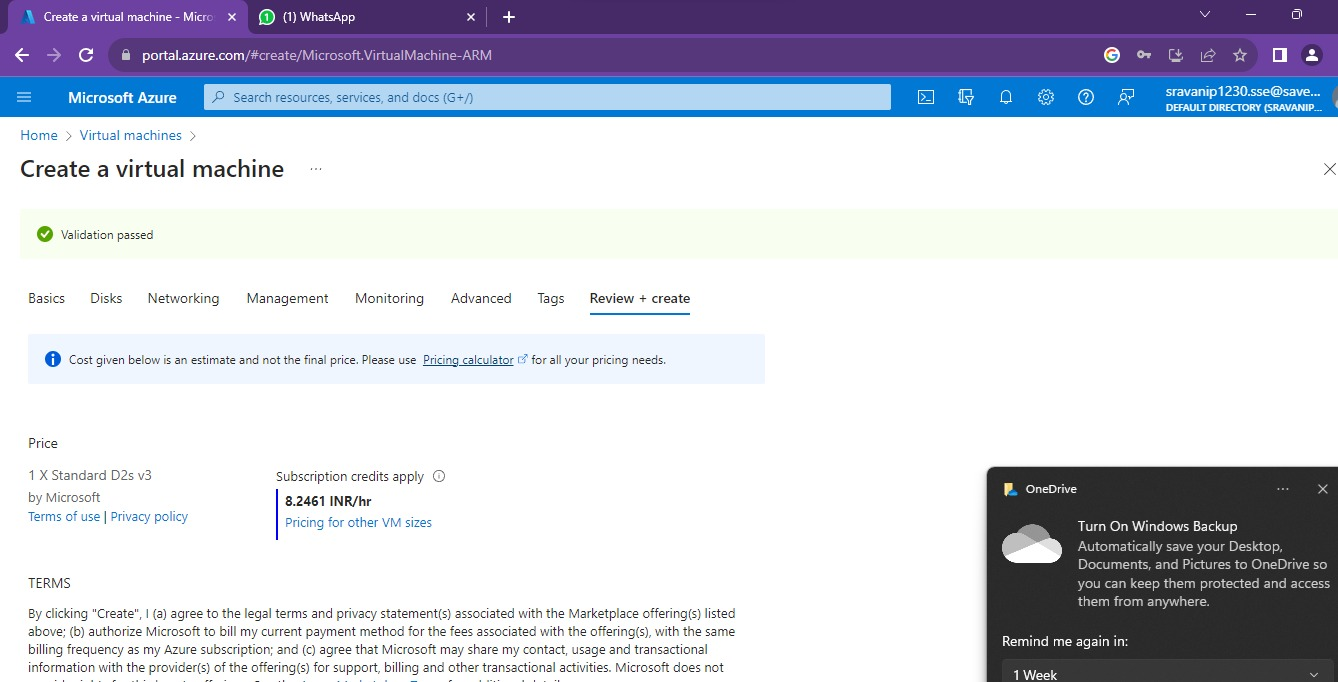 Create a virtual machine - Micro
(1) WhatsApp
portal.azure.com/#create/Microsoft.VirtualMachine-ARM
Microsoft Azure
Search resources, services, and docs (G+/)
sravanip1230.sse@save...
DEFAULT DIRECTORY (SRAVANIP...
Home > Virtual machines >
Create a virtual machine ...
Validation passed
Basics Disks Networking Management Monitoring Advanced Tags Review + create
Cost given below is an estimate and not the final price. Please use Pricing calculator for all your pricing needs.
Price
1 X Standard D2s v3
by Microsoft
Terms of use | Privacy policy
Subscription credits apply
8.2461 INR/hr
Pricing for other VM sizes
TERMS
By clicking "Create", I (a) agree to the legal terms and privacy statement(s) associated with the Marketplace offering(s) listed
above; (b) authorize Microsoft to bill my current payment method for the fees associated with the offering(s), with the same
billing frequency as my Azure subscription; and (c) agree that Microsoft may share my contact, usage and transactional
information with the provider(s) of the offering(s) for support, billing and other transactional activities. Microsoft does not
OneDrive
Turn On Windows Backup
Automatically save your Desktop,
Documents, and Pictures to OneDrive so
you can keep them protected and access
them from anywhere.
Remind me again in:
1 Week